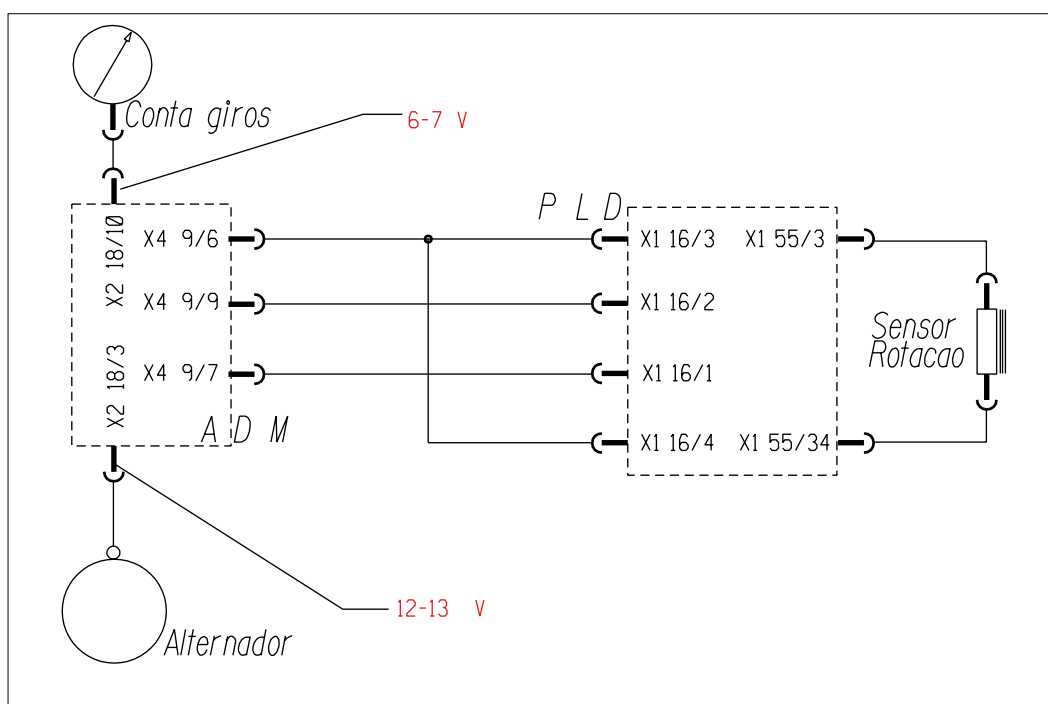 Conta giros
6-7 V
P L D
X2 18/10
X4 9/6
X1 16/3
X1 55/3
X4 9/9
X1 16/2
Sensor
Rotacao
X2 18/3
X4 9/7
X1 16/1
A D M
X1 16/4
X1 55/34
12-13 V
Alternador